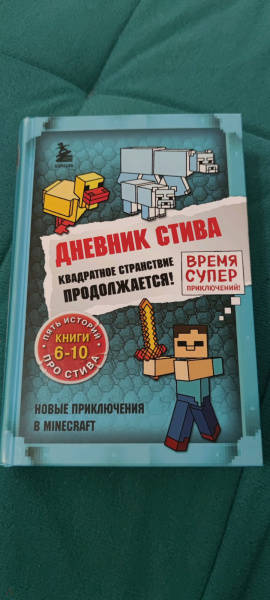 ДНЕВНИК СТИВА
КВАДРАТНОЕ СТРАНСТВИЕ
ПРОДОЛЖАЕТСЯ!
ВРЕМЯ
СУПЕР
ПРИКЛЮЧЕНИЙ!
ПЯТЬ ИСТОРИЙ
КНИГИ
6-10
ПРО СТИВА
НОВЫЕ ПРИКЛЮЧЕНИЯ
В MINECRAFT